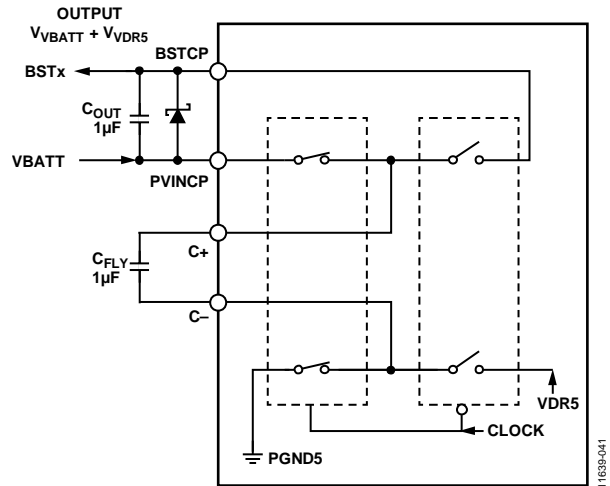 OUTPUT
VVBATT + VVDR5
BSTCP
BSTx
COUT
1µF
VBATT
PVINCP
C+
CFLY
1µF
C–
VDR5
CLOCK
PGND5
11639-041